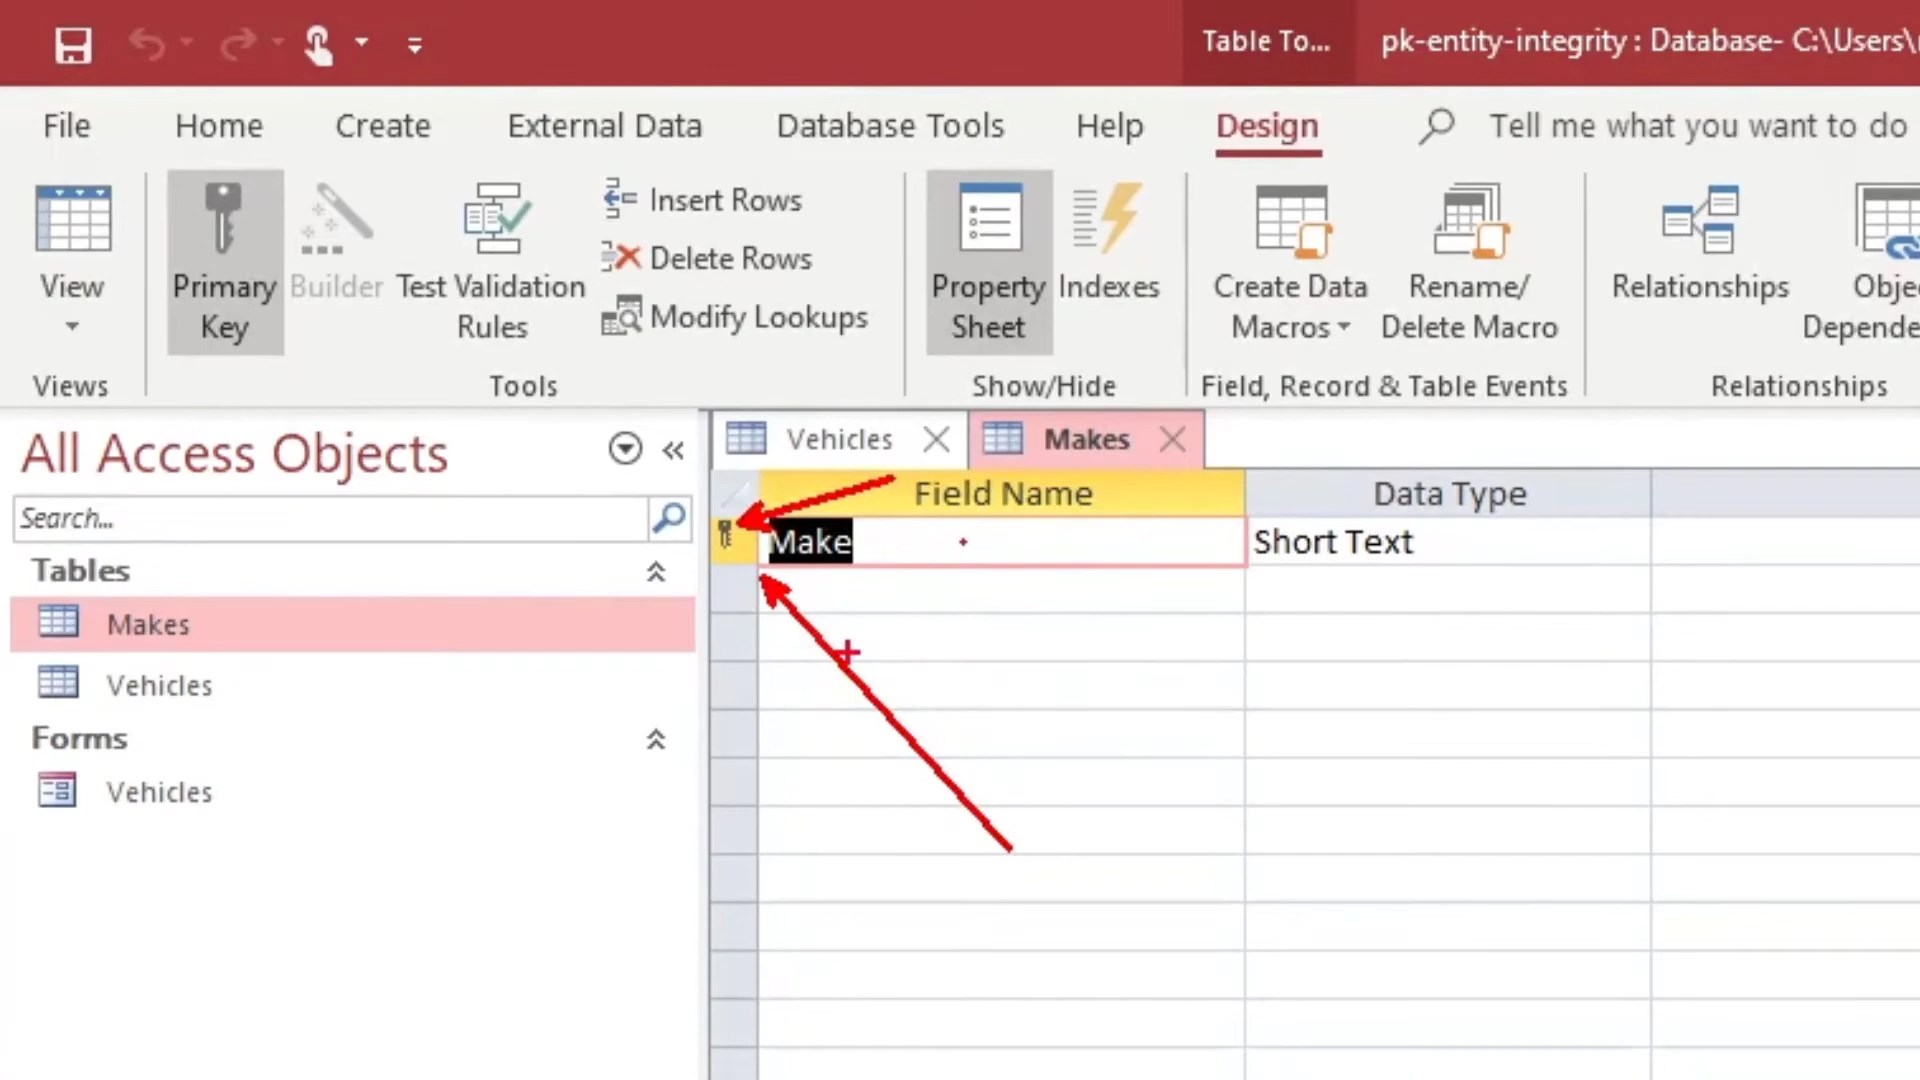 Table To...
pk-entity-integrity : Database- C:\Users\
File Home Create External Data Database Tools Help Design Tell me what you want to do
View
Primary Key
Builder
Test Validation Rules
Insert Rows
Delete Rows
Modify Lookups
Property Sheet
Indexes
Create Data Macros
Rename/ Delete Macro
Relationships
Obje
Depende
Views
Tools
Show/Hide
Field, Record & Table Events
Relationships
All Access Objects
Search...
Tables
Makes
Vehicles
Forms
Vehicles
Vehicles Makes
Field Name Data Type
Make Short Text